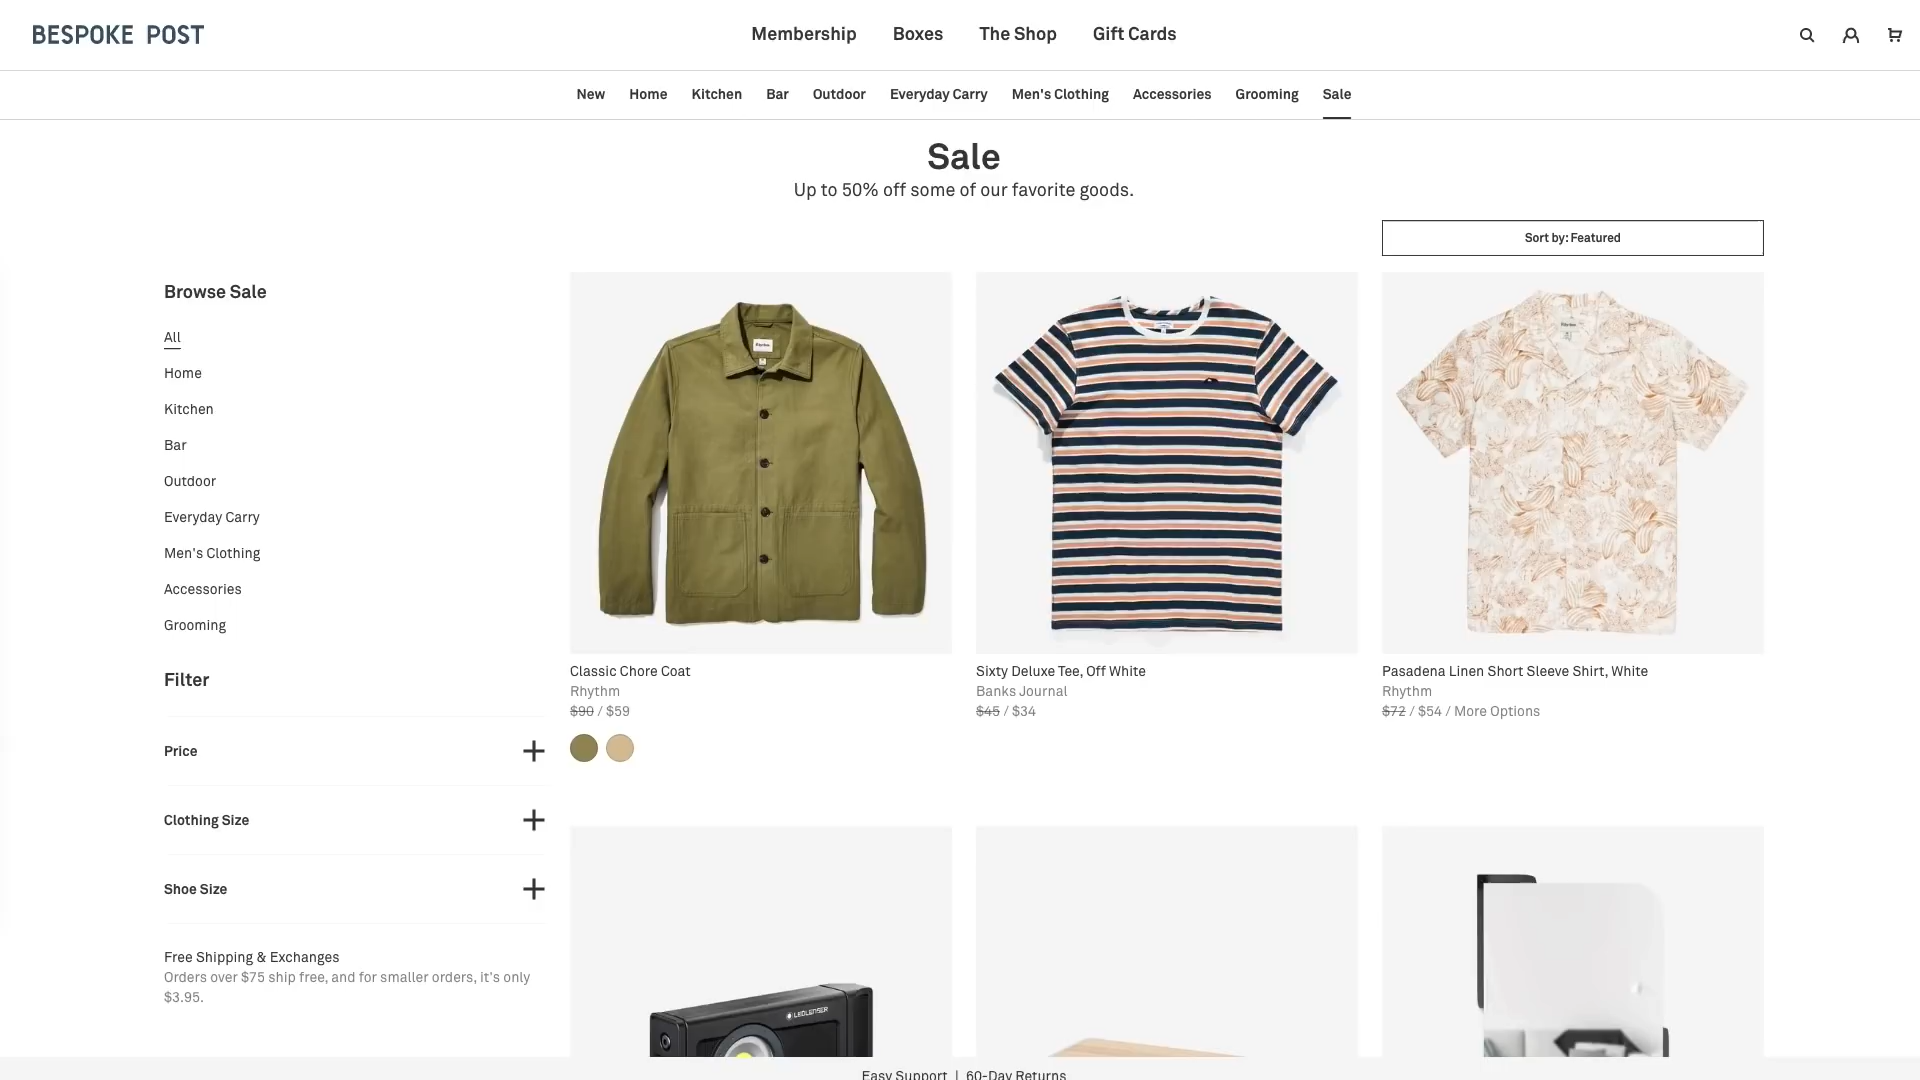 BESPOKE POST
Membership
Boxes
The Shop
Gift Cards
New
Home
Kitchen
Bar
Outdoor
Everyday Carry
Men's Clothing
Accessories
Grooming
Sale
Sale
Up to 50% off some of our favorite goods.
Sort by: Featured
Browse Sale
All
Home
Kitchen
Bar
Outdoor
Everyday Carry
Men's Clothing
Accessories
Grooming
Filter
Price
Clothing Size
Shoe Size
Free Shipping & Exchanges
Orders over $75 ship free, and for smaller orders, it's only
$3.95.
Classic Chore Coat
Rhythm
$90 / $59
Sixty Deluxe Tee, Off White
Banks Journal
$45 / $34
Pasadena Linen Short Sleeve Shirt, White
Rhythm
$72 / $54 / More Options
LEDLENSER
Easy Support | 60-Day Returns